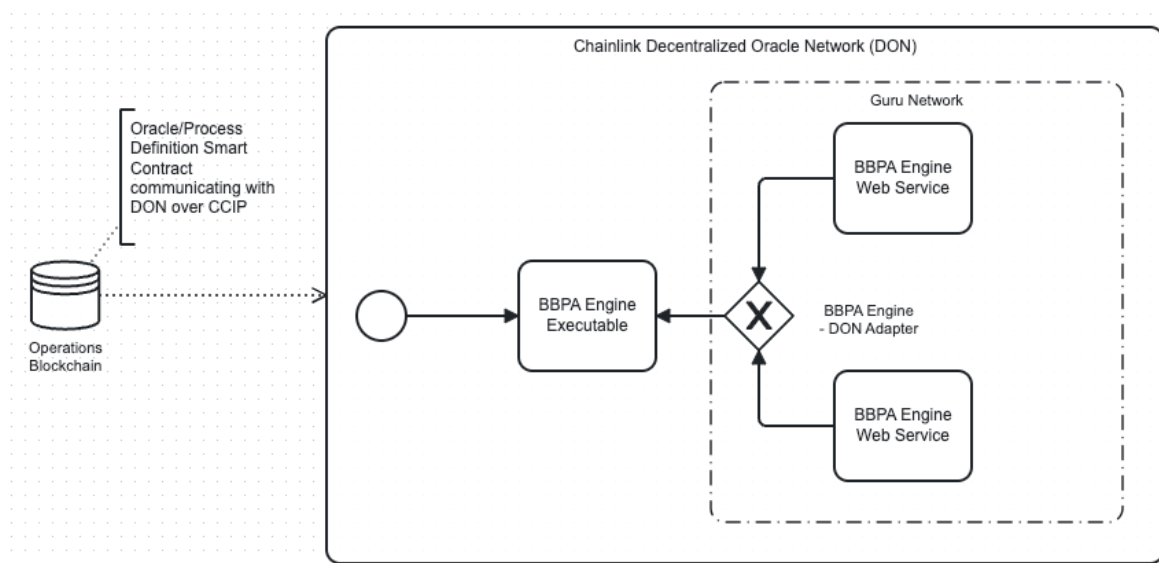 Chainlink Decentralized Oracle Network (DON)
Guru Network
Oracle/Process
Definition Smart
Contract
communicating with
DON over CCIP
BBPA Engine
Web Service
BBPA Engine
Executable
X
BBPA Engine
- DON Adapter
Operations
Blockchain
BBPA Engine
Web Service